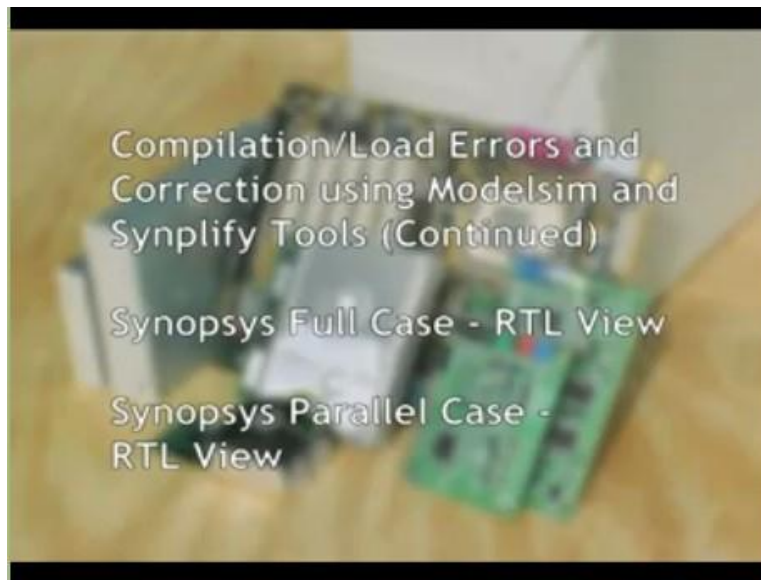 Compilation/Load Errors and
Correction using Modelsim and
Synplify Tools (Continued)
Synopsys Full Case - RTL View
Synopsys Parallel Case -
RTL View